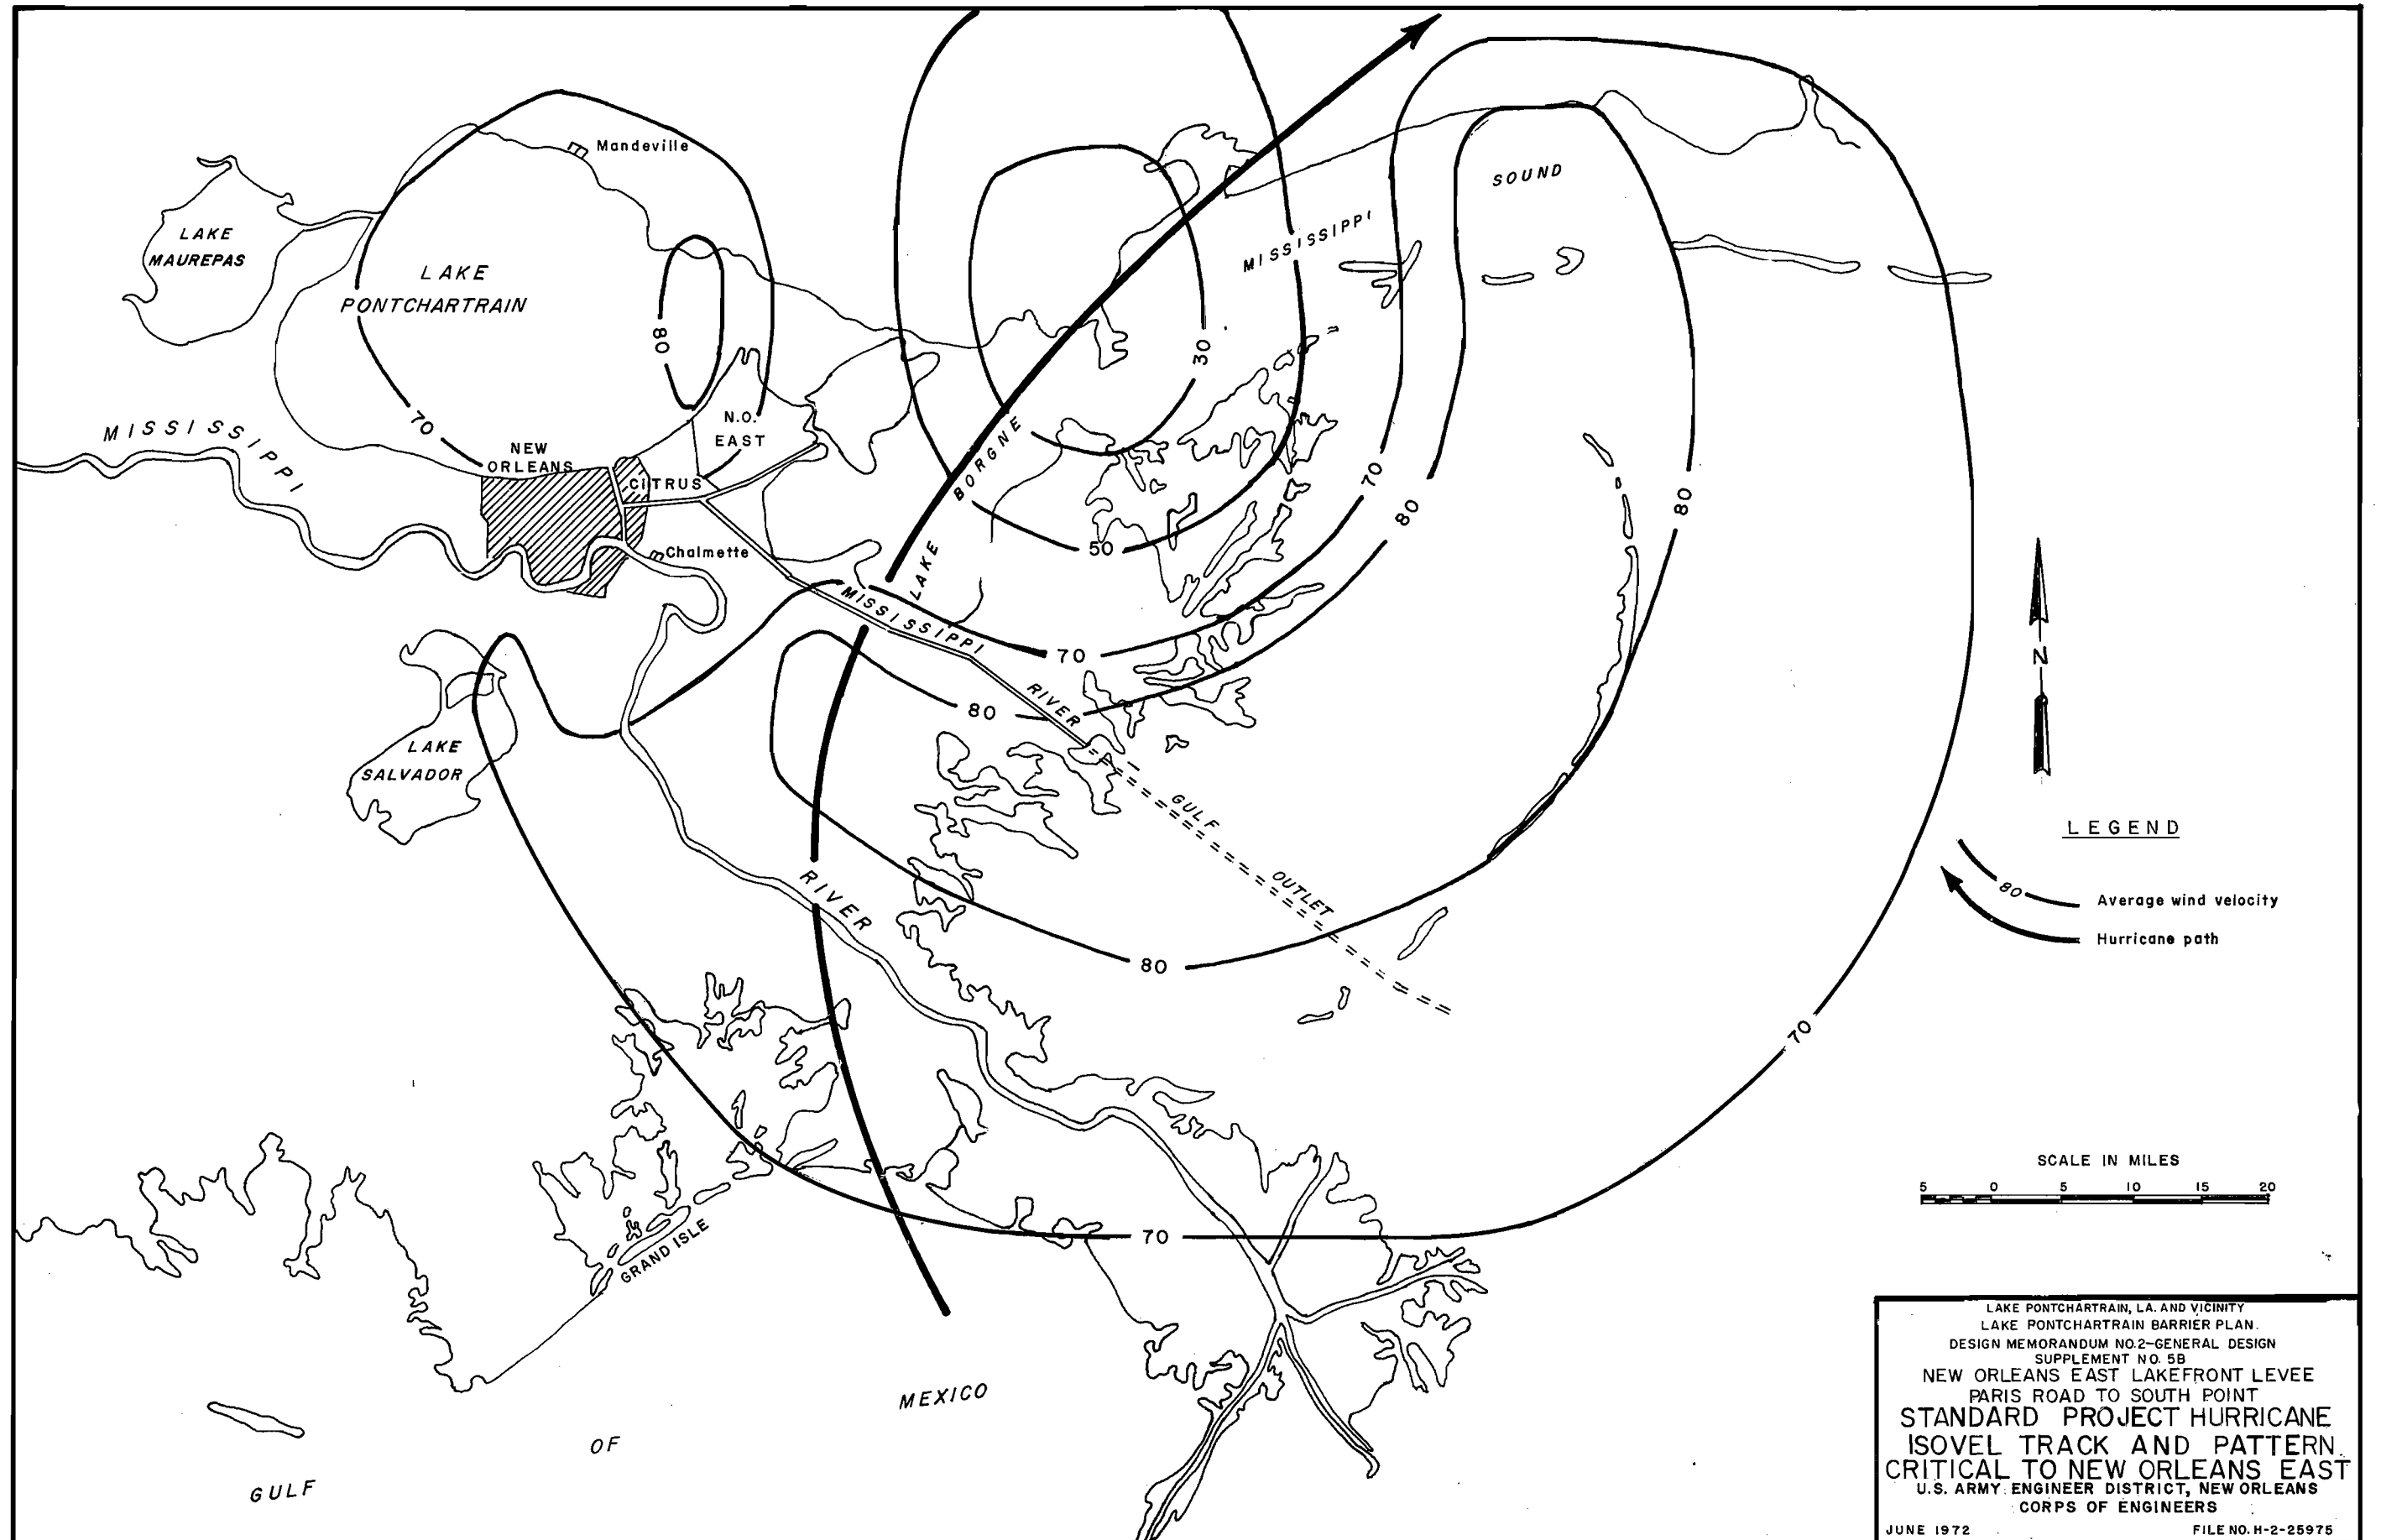 Mandeville
LAKE
MAUREPAS
LAKE
PONTCHARTRAIN
80
70
MISSISSIPPI
NEW
ORLEANS
N.O.
EAST
CITRUS
Chalmette
SOUND
MISSISSIPPI
30
LAKE BORGNE
50
70
80
80
MISSISSIPPI RIVER
70
80
GULF OUTLET
LAKE
SALVADOR
RIVER
80
70
70
GRAND ISLE
GULF
OF
MEXICO
N
LEGEND
80 Average wind velocity
Hurricane path
SCALE IN MILES
5 0 5 10 15 20
LAKE PONTCHARTRAIN, LA. AND VICINITY
LAKE PONTCHARTRAIN BARRIER PLAN.
DESIGN MEMORANDUM NO.2-GENERAL DESIGN
SUPPLEMENT NO. 5B
NEW ORLEANS EAST LAKEFRONT LEVEE
PARIS ROAD TO SOUTH POINT
STANDARD PROJECT HURRICANE
ISOVEL TRACK AND PATTERN.
CRITICAL TO NEW ORLEANS EAST
U.S. ARMY ENGINEER DISTRICT, NEW ORLEANS
CORPS OF ENGINEERS
JUNE 1972 FILE NO. H-2-25975